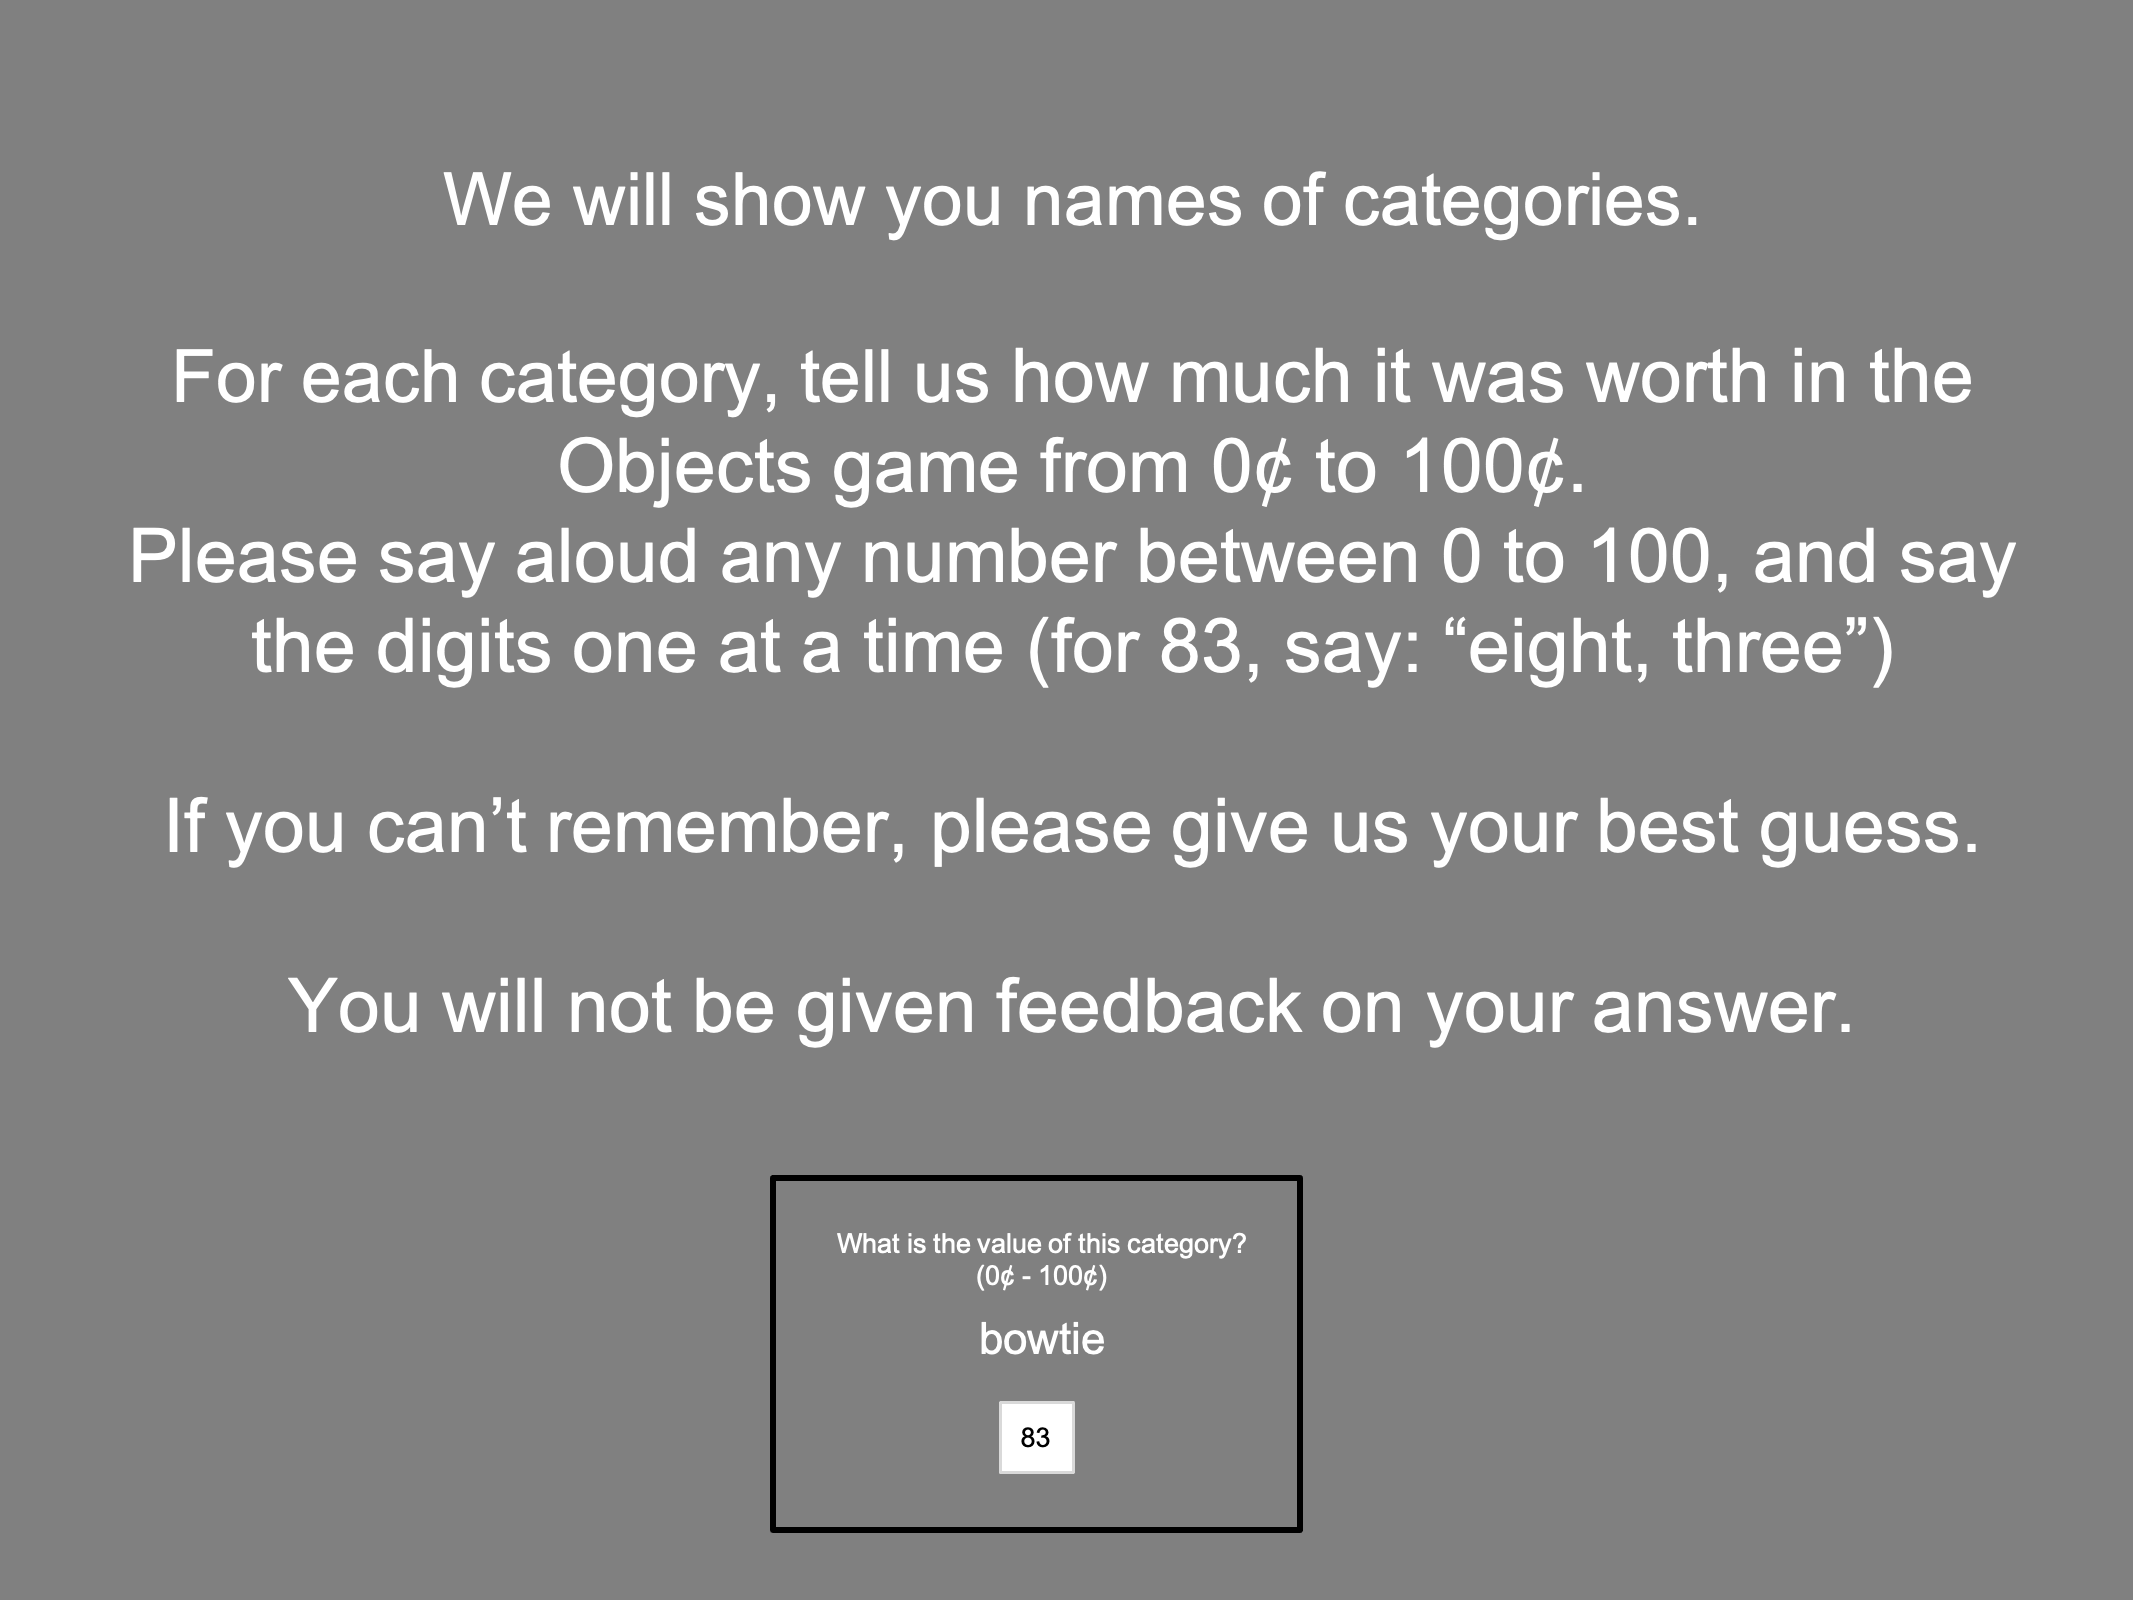 We will show you names of categories.
For each category, tell us how much it was worth in the
Objects game from 0¢ to 100¢.
Please say aloud any number between 0 to 100, and say
the digits one at a time (for 83, say: “eight, three”)
If you can’t remember, please give us your best guess.
You will not be given feedback on your answer.
What is the value of this category?
(0¢ - 100¢)
bowtie
83